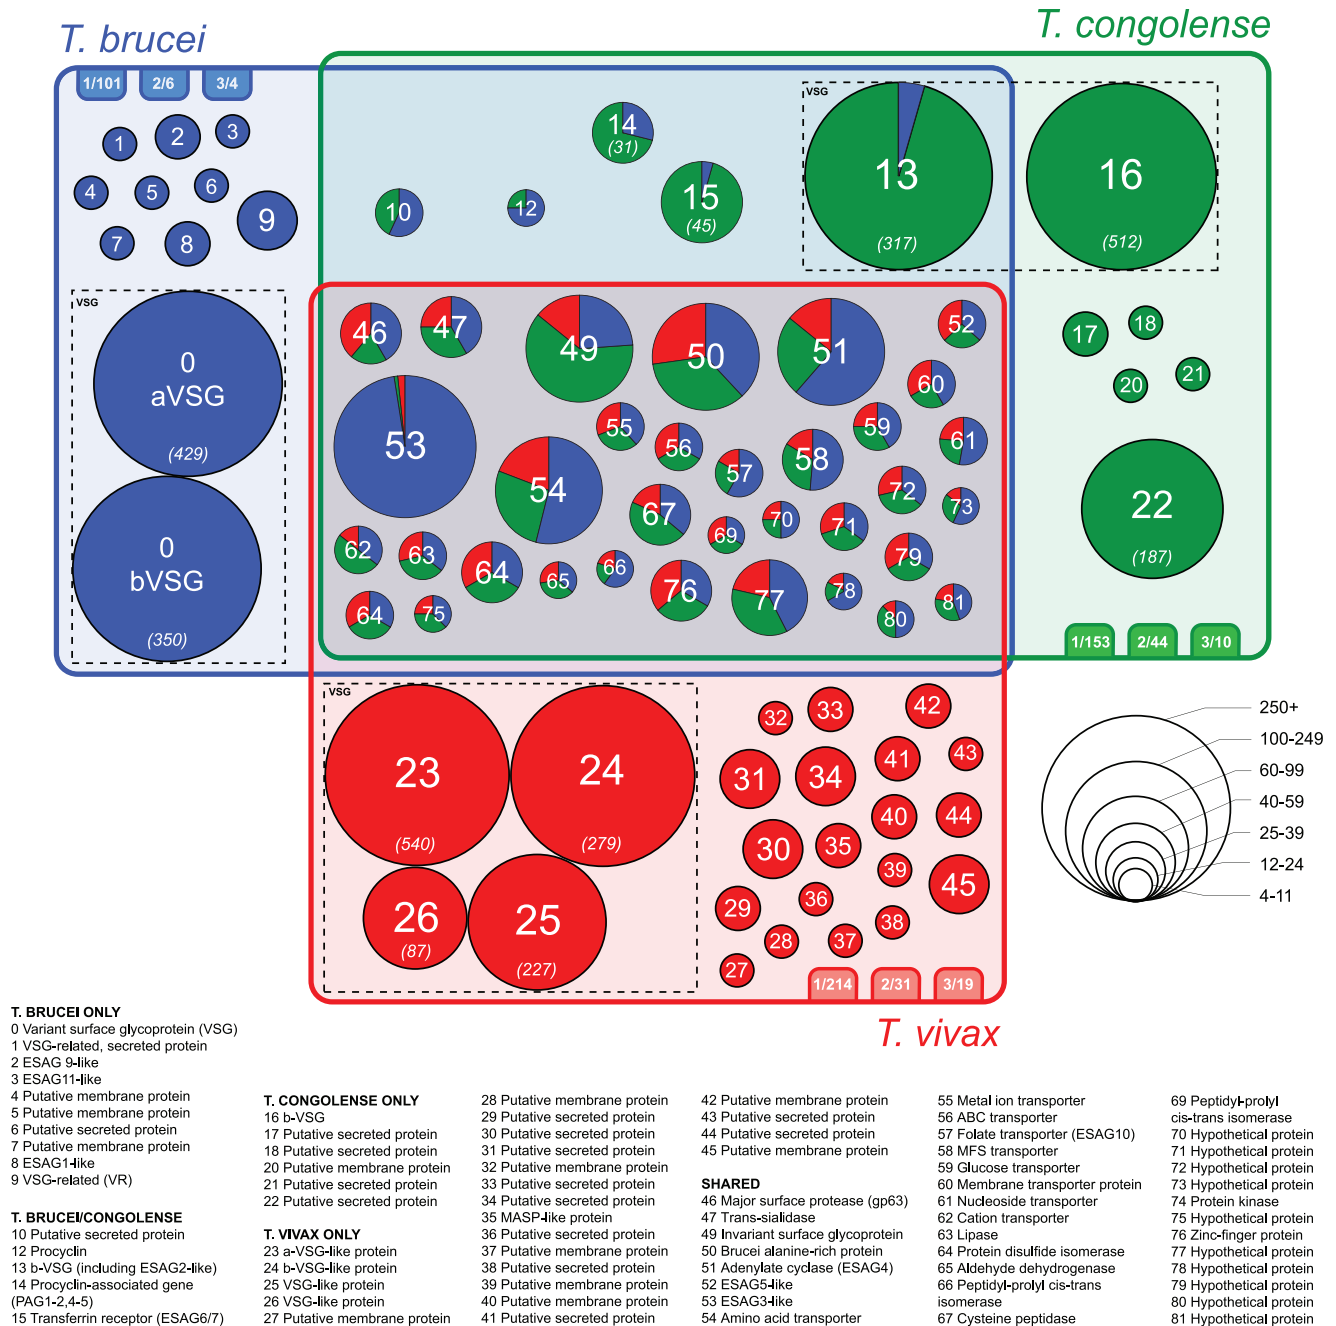 T. brucei
T. congolense
1/101
2/6
3/4
VSG
1
2
3
4
5
6
7
8
9
14
(31)
10
12
15
(45)
13
(317)
16
(512)
VSG
0
aVSG
(429)
0
bVSG
(350)
46
47
49
50
51
52
53
54
55
56
57
58
59
60
61
62
63
64
65
66
67
69
70
71
72
73
64
75
76
77
78
79
80
81
17
18
20
21
22
(187)
1/153
2/44
3/10
VSG
23
(540)
24
(279)
26
(87)
25
(227)
32
33
42
31
34
41
43
30
35
40
44
39
45
29
36
28
37
38
27
1/214
2/31
3/19
T. vivax
250+
100-249
60-99
40-59
25-39
12-24
4-11
T. BRUCEI ONLY
0 Variant surface glycoprotein (VSG)
1 VSG-related, secreted protein
2 ESAG 9-like
3 ESAG11-like
4 Putative membrane protein
5 Putative membrane protein
6 Putative secreted protein
7 Putative membrane protein
8 ESAG1-like
9 VSG-related (VR)
T. BRUCEI/CONGOLENSE
10 Putative secreted protein
12 Procyclin
13 b-VSG (including ESAG2-like)
14 Procyclin-associated gene
(PAG1-2,4-5)
15 Transferrin receptor (ESAG6/7)
T. CONGOLENSE ONLY
16 b-VSG
17 Putative secreted protein
18 Putative secreted protein
20 Putative membrane protein
21 Putative secreted protein
22 Putative secreted protein
T. VIVAX ONLY
23 a-VSG-like protein
24 b-VSG-like protein
25 VSG-like protein
26 VSG-like protein
27 Putative membrane protein
28 Putative membrane protein
29 Putative secreted protein
30 Putative secreted protein
31 Putative secreted protein
32 Putative membrane protein
33 Putative secreted protein
34 Putative secreted protein
35 MASP-like protein
36 Putative secreted protein
37 Putative membrane protein
38 Putative secreted protein
39 Putative membrane protein
40 Putative membrane protein
41 Putative secreted protein
42 Putative membrane protein
43 Putative secreted protein
44 Putative secreted protein
45 Putative membrane protein
SHARED
46 Major surface protease (gp63)
47 Trans-sialidase
49 Invariant surface glycoprotein
50 Brucei alanine-rich protein
51 Adenylate cyclase (ESAG4)
52 ESAG5-like
53 ESAG3-like
54 Amino acid transporter
55 Metal ion transporter
56 ABC transporter
57 Folate transporter (ESAG10)
58 MFS transporter
59 Glucose transporter
60 Membrane transporter protein
61 Nucleoside transporter
62 Cation transporter
63 Lipase
64 Protein disulfide isomerase
65 Aldehyde dehydrogenase
66 Peptidyl-prolyl cis-trans
isomerase
67 Cysteine peptidase
69 Peptidyl-prolyl
cis-trans isomerase
70 Hypothetical protein
71 Hypothetical protein
72 Hypothetical protein
73 Hypothetical protein
74 Protein kinase
75 Hypothetical protein
76 Zinc-finger protein
77 Hypothetical protein
78 Hypothetical protein
79 Hypothetical protein
80 Hypothetical protein
81 Hypothetical protein